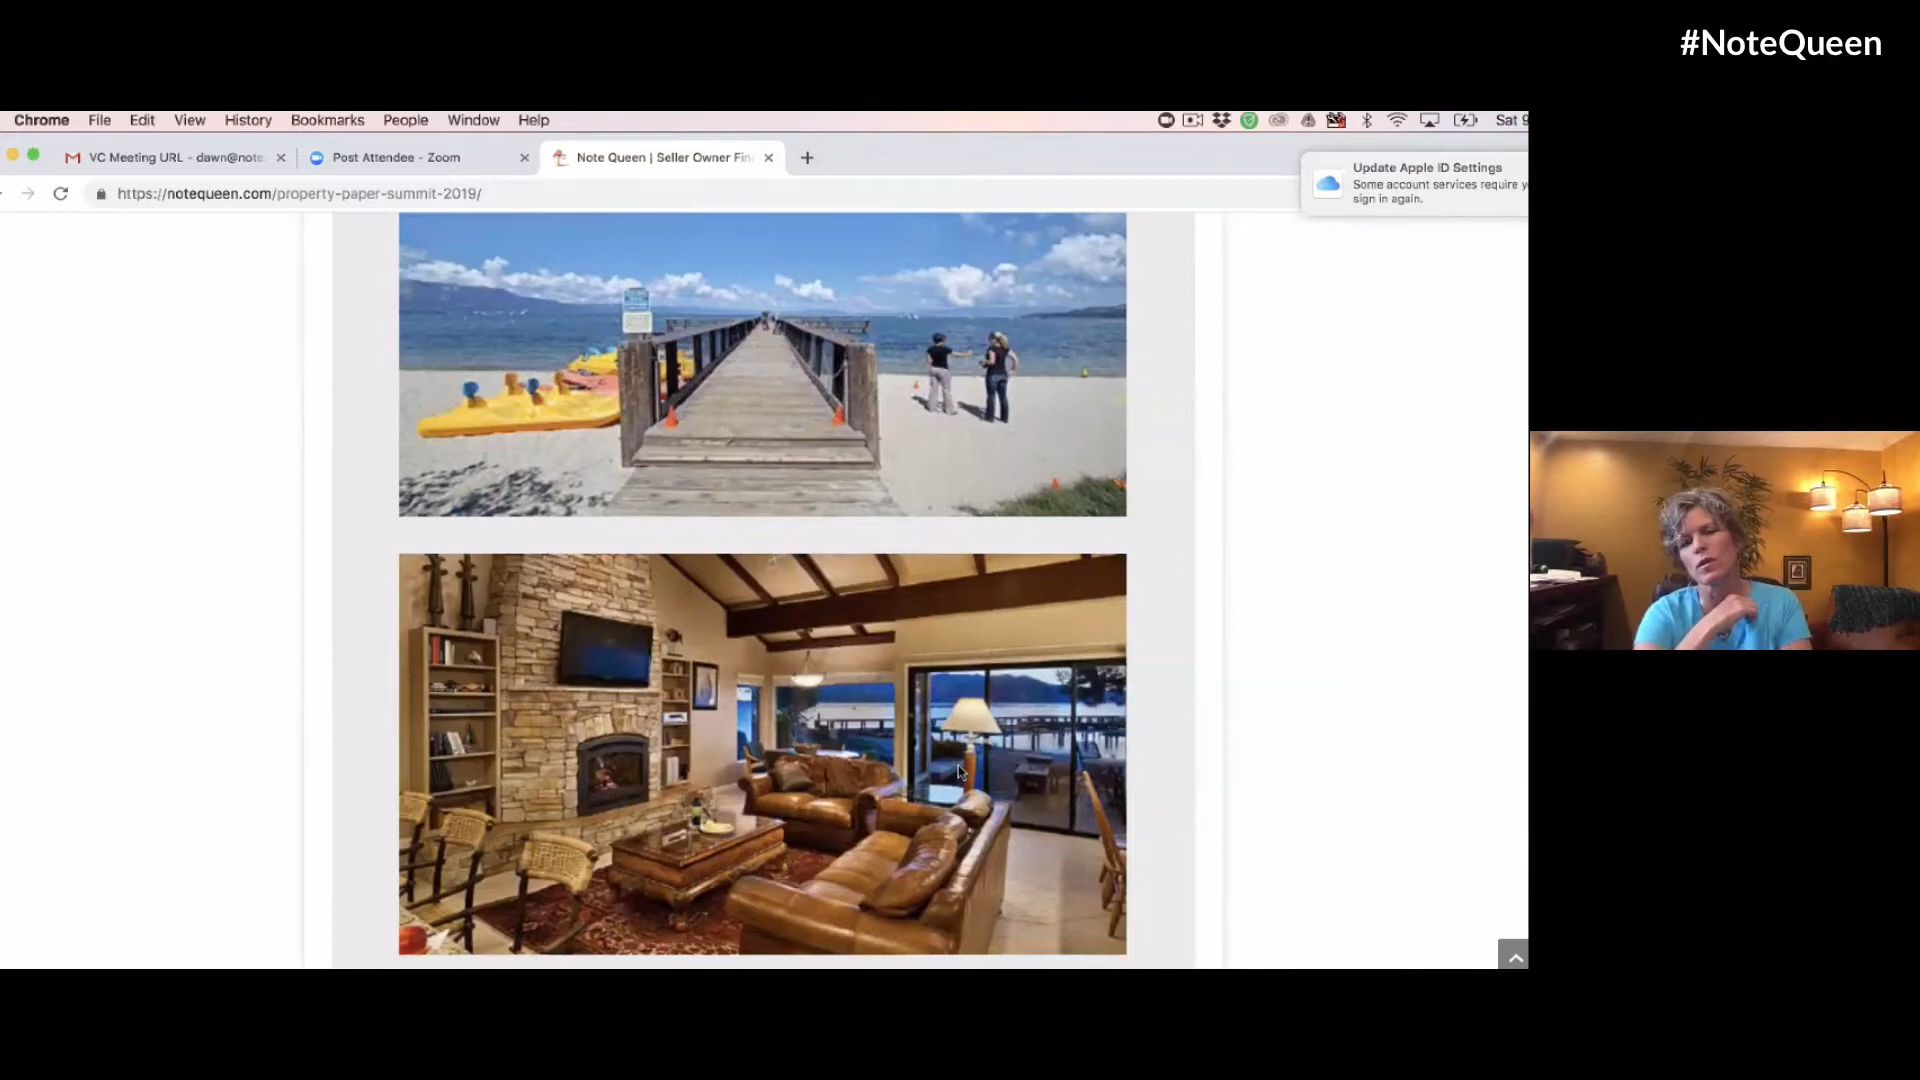 #NoteQueen
Chrome File Edit View History Bookmarks People Window Help
Sat 9
VC Meeting URL - dawn@note
Post Attendee - Zoom
Note Queen | Seller Owner Fin
Update Apple ID Settings
Some account services require y
sign in again.
https://notequeen.com/property-paper-summit-2019/